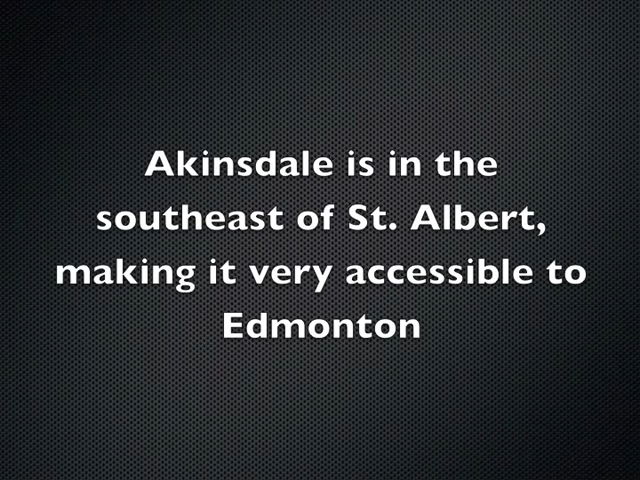 Akinsdale is in the
southeast of St. Albert,
making it very accessible to
Edmonton